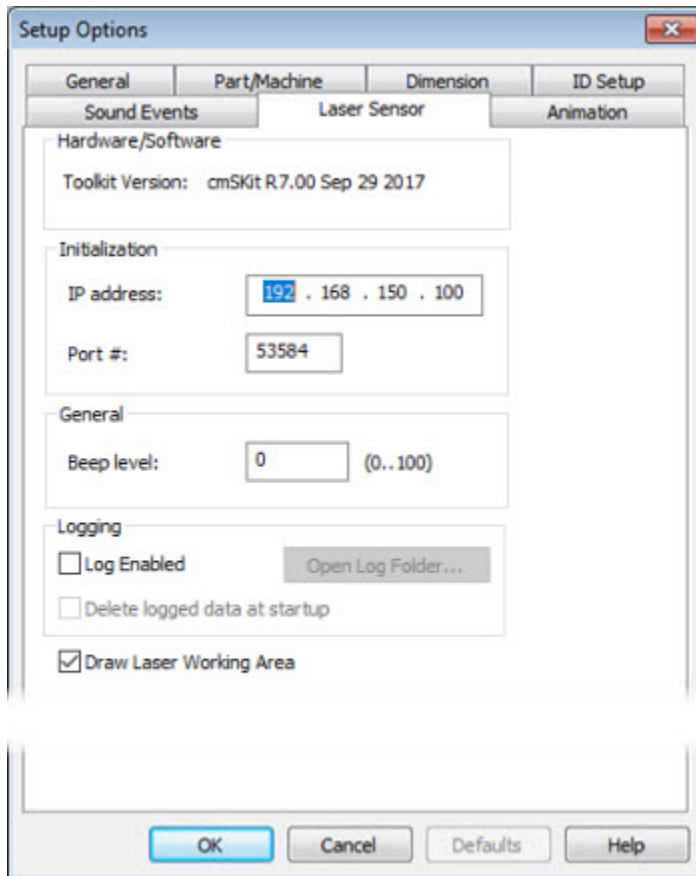 Setup Options
General Part/Machine Dimension ID Setup
Sound Events Laser Sensor Animation
Hardware/Software
Toolkit Version: cmSKit R7.00 Sep 29 2017
Initialization
IP address: 192 . 168 . 150 . 100
Port #: 53584
General
Beep level: 0 (0..100)
Logging
Log Enabled Open Log Folder...
Delete logged data at startup
Draw Laser Working Area
OK Cancel Defaults Help